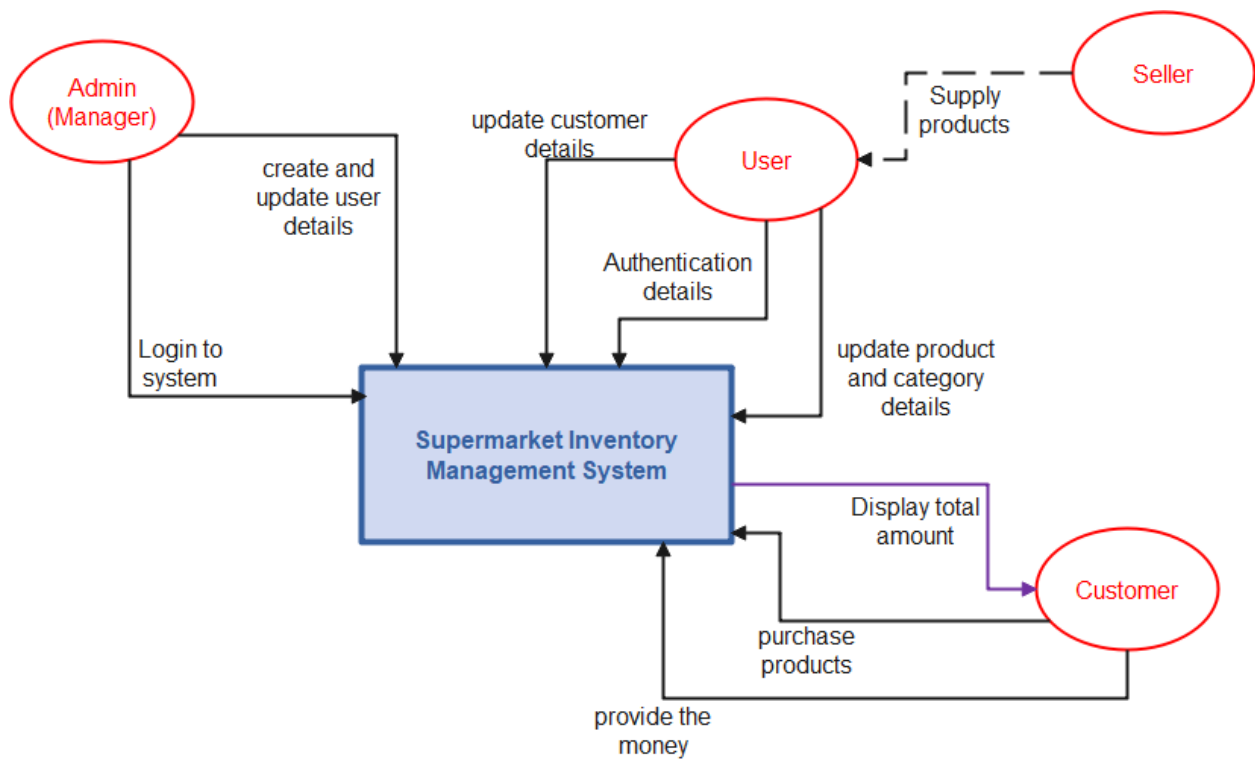 Admin
(Manager)
create and
update user
details
Login to
system
update customer
details
User
Supply
products
Seller
Authentication
details
update product
and category
details
Supermarket Inventory
Management System
Display total
amount
Customer
purchase
products
provide the
money